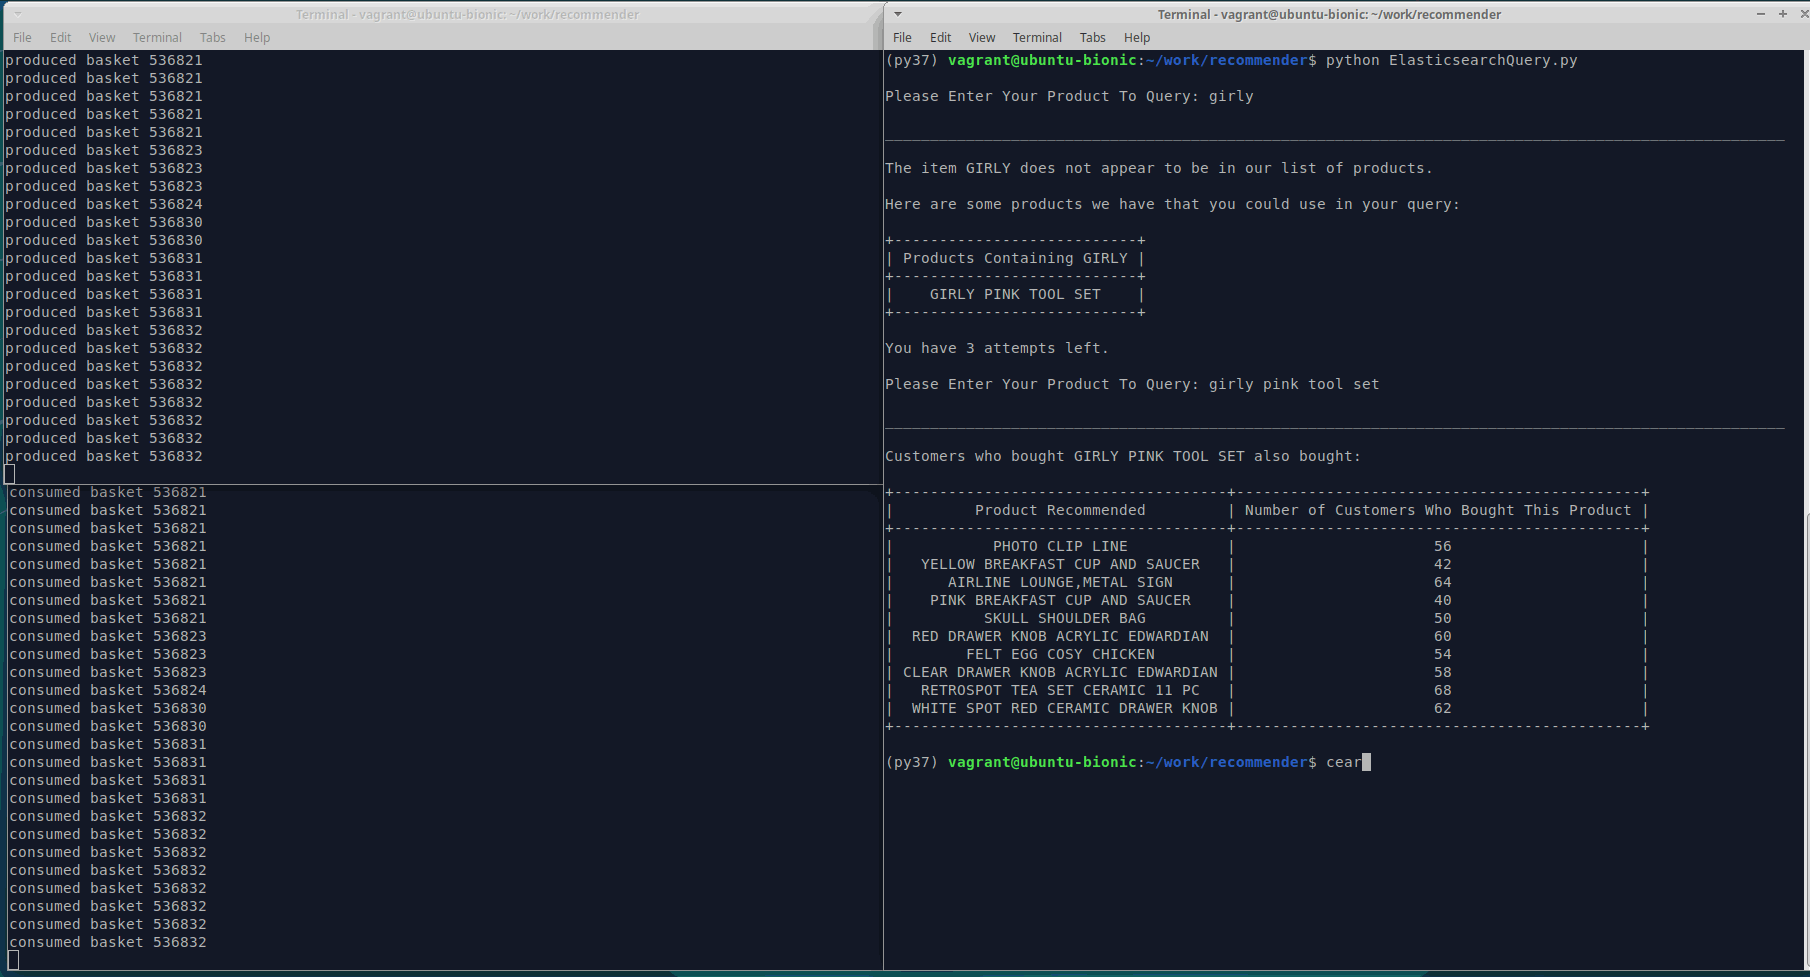 Terminal - vagrant@ubuntu-bionic: ~/work/recommender
File Edit View Terminal Tabs Help
produced basket 536821
produced basket 536821
produced basket 536821
produced basket 536821
produced basket 536821
produced basket 536823
produced basket 536823
produced basket 536823
produced basket 536824
produced basket 536830
produced basket 536830
produced basket 536831
produced basket 536831
produced basket 536831
produced basket 536831
produced basket 536832
produced basket 536832
produced basket 536832
produced basket 536832
produced basket 536832
produced basket 536832
produced basket 536832
produced basket 536832
consumed basket 536821
consumed basket 536821
consumed basket 536821
consumed basket 536821
consumed basket 536821
consumed basket 536821
consumed basket 536821
consumed basket 536821
consumed basket 536823
consumed basket 536823
consumed basket 536823
consumed basket 536824
consumed basket 536830
consumed basket 536830
consumed basket 536831
consumed basket 536831
consumed basket 536831
consumed basket 536831
consumed basket 536832
consumed basket 536832
consumed basket 536832
consumed basket 536832
consumed basket 536832
consumed basket 536832
consumed basket 536832
consumed basket 536832
Terminal - vagrant@ubuntu-bionic: ~/work/recommender
File Edit View Terminal Tabs Help
(py37) vagrant@ubuntu-bionic:~/work/recommender$ python ElasticsearchQuery.py
Please Enter Your Product To Query: girly
____________________________________________________________________________________________________
The item GIRLY does not appear to be in our list of products.
Here are some products we have that you could use in your query:
+---------------------------+
| Products Containing GIRLY |
+---------------------------+
|    GIRLY PINK TOOL SET    |
+---------------------------+
You have 3 attempts left.
Please Enter Your Product To Query: girly pink tool set
____________________________________________________________________________________________________
Customers who bought GIRLY PINK TOOL SET also bought:
+-------------------------------------+---------------------------------------------+
|         Product Recommended         | Number of Customers Who Bought This Product |
+-------------------------------------+---------------------------------------------+
|           PHOTO CLIP LINE           |                      56                     |
|   YELLOW BREAKFAST CUP AND SAUCER   |                      42                     |
|      AIRLINE LOUNGE,METAL SIGN      |                      64                     |
|    PINK BREAKFAST CUP AND SAUCER    |                      40                     |
|          SKULL SHOULDER BAG         |                      50                     |
|  RED DRAWER KNOB ACRYLIC EDWARDIAN  |                      60                     |
|        FELT EGG COSY CHICKEN        |                      54                     |
| CLEAR DRAWER KNOB ACRYLIC EDWARDIAN |                      58                     |
|   RETROSPOT TEA SET CERAMIC 11 PC   |                      68                     |
|  WHITE SPOT RED CERAMIC DRAWER KNOB |                      62                     |
+-------------------------------------+---------------------------------------------+
(py37) vagrant@ubuntu-bionic:~/work/recommender$ cear